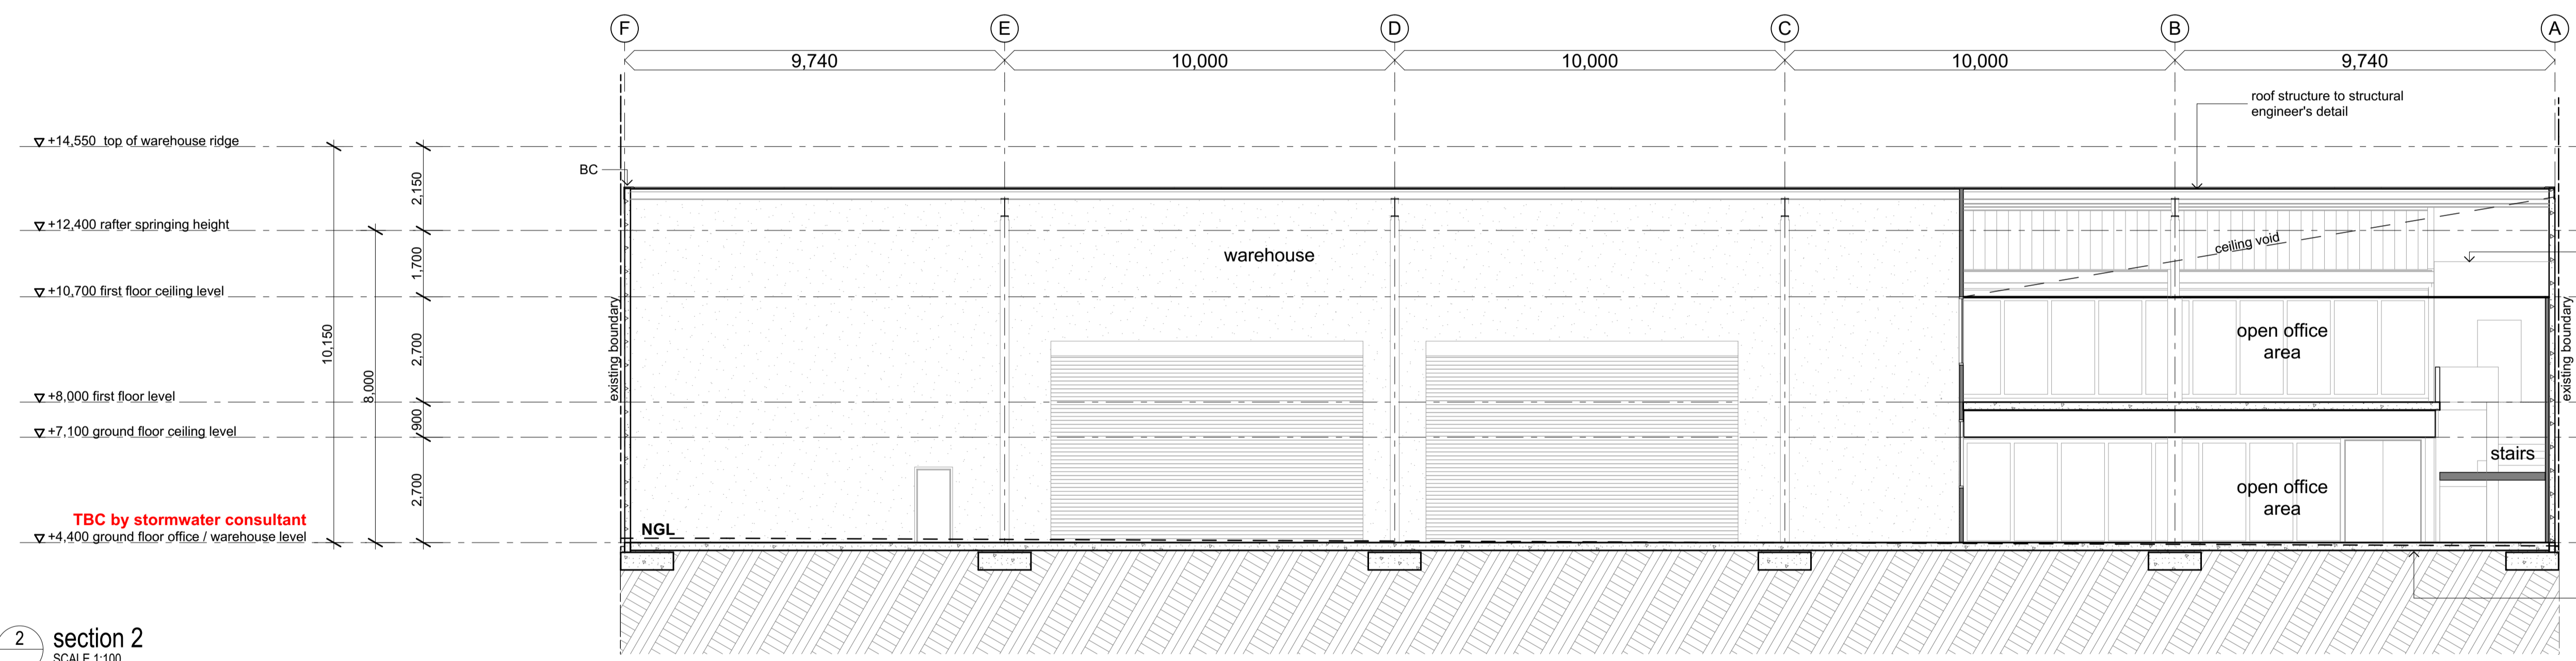 F
E
D
C
B
A
9,740
10,000
10,000
10,000
9,740
roof structure to structural
engineer's detail
+14,550 top of warehouse ridge
BC
2,150
+12,400 rafter springing height
ceiling void
warehouse
1,700
+10,700 first floor ceiling level
existing boundary
existing boundary
open office
area
10,150
2,700
8,000
+8,000 first floor level
900
+7,100 ground floor ceiling level
stairs
2,700
open office
area
TBC by stormwater consultant
NGL
+4,400 ground floor office / warehouse level
2
section 2
SCALE 1:100